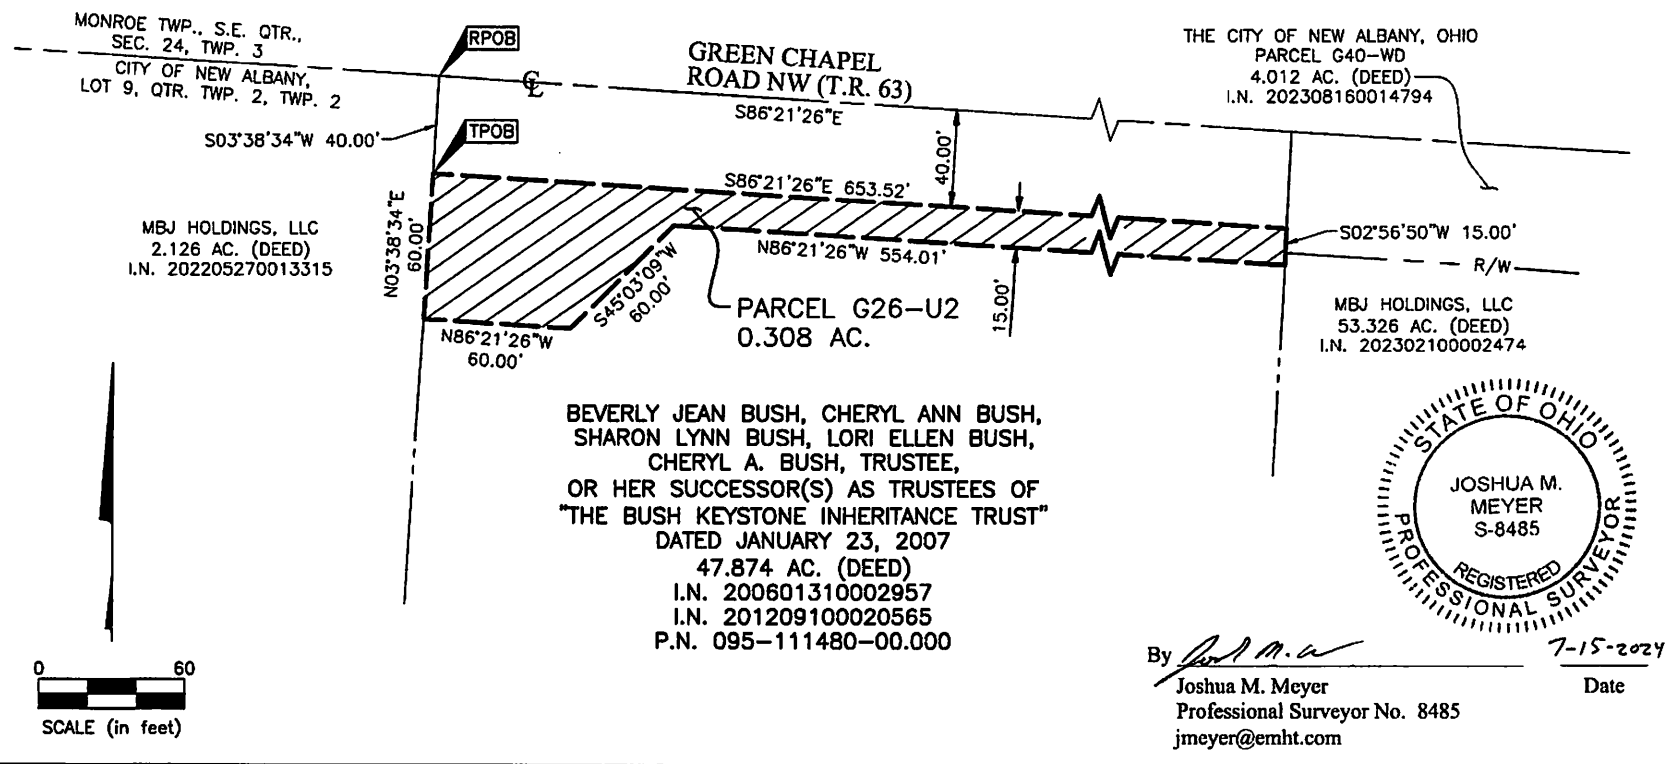 MONROE TWP., S.E. QTR.,
SEC. 24, TWP. 3
CITY OF NEW ALBANY,
LOT 9, QTR. TWP. 2, TWP. 2
RPOB
℄
GREEN CHAPEL
ROAD NW (T.R. 63)
S86°21'26"E
THE CITY OF NEW ALBANY, OHIO
PARCEL G40-WD
4.012 AC. (DEED)
I.N. 202308160014794
S03°38'34"W 40.00'
TPOB
40.00'
S86°21'26"E 653.52'
MBJ HOLDINGS, LLC
2.126 AC. (DEED)
I.N. 202205270013315
N03°38'34"E
60.00'
S02°56'50"W 15.00'
R/W
N86°21'26"W 554.01'
S45°03'09"W
60.00'
15.00'
PARCEL G26-U2
0.308 AC.
N86°21'26"W
60.00'
MBJ HOLDINGS, LLC
53.326 AC. (DEED)
I.N. 202302100002474
BEVERLY JEAN BUSH, CHERYL ANN BUSH,
SHARON LYNN BUSH, LORI ELLEN BUSH,
CHERYL A. BUSH, TRUSTEE,
OR HER SUCCESSOR(S) AS TRUSTEES OF
"THE BUSH KEYSTONE INHERITANCE TRUST"
DATED JANUARY 23, 2007
47.874 AC. (DEED)
I.N. 200601310002957
I.N. 201209100020565
P.N. 095-111480-00.000
STATE OF OHIO
JOSHUA M.
MEYER
S-8485
REGISTERED
PROFESSIONAL SURVEYOR
0 60
SCALE (in feet)
By
7-15-2024
Joshua M. Meyer
Date
Professional Surveyor No. 8485
jmeyer@emht.com